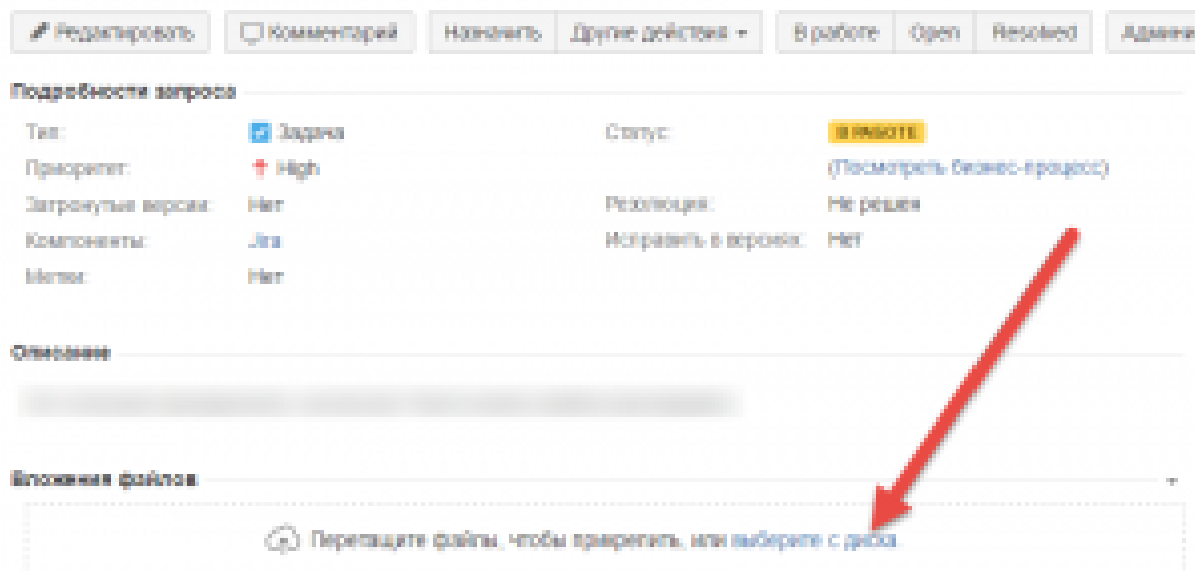 Редактировать Комментарий Назначить Другие действия В работе Open Resolved
Подробности запроса
Тип: Задача Статус: В РАБОТЕ
Приоритет: High (Посмотреть бизнес-процесс)
Затронутые версии: Нет Резолюция: Не решен
Компоненты: Jira Исправить в версиях: Нет
Метки: Нет
Описание
Вложения файлов
Перетащите файлы, чтобы прикрепить, или выберите с диска.